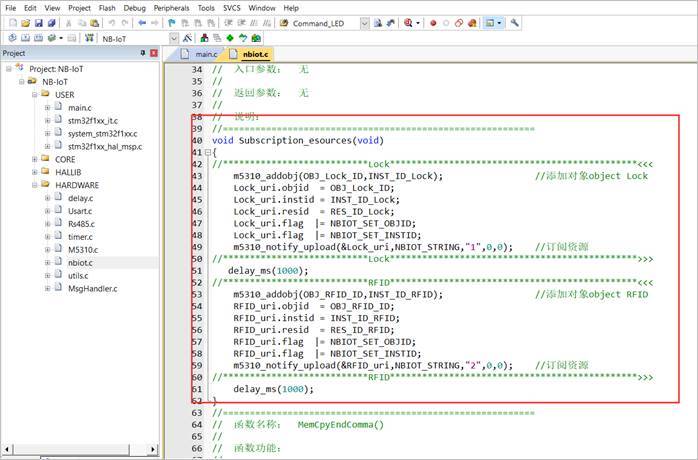 File Edit View Project Flash Debug Peripherals Tools SVCS Window Help
Command_LED
NB-IoT
Project
main.c
nbiot.c
Project: NB-IoT
NB-IoT
USER
main.c
stm32f1xx_it.c
system_stm32f1xx.c
stm32f1xx_hal_msp.c
CORE
HALLIB
HARDWARE
delay.c
Usart.c
Rs485.c
timer.c
M5310.c
nbiot.c
utils.c
MsgHandler.c
34 // 入口参数： 无
35 //
36 // 返回参数： 无
37 //
38 // 说明：
39 //======================================================
40 void Subscription_esources(void)
41 {
42 //*************************Lock*******************************************<<<
43 m5310_addobj(OBJ_Lock_ID,INST_ID_Lock); //添加对象object Lock
44 Lock_uri.objid = OBJ_Lock_ID;
45 Lock_uri.instid = INST_ID_Lock;
46 Lock_uri.resid = RES_ID_Lock;
47 Lock_uri.flag |= NBIOT_SET_OBJID;
48 Lock_uri.flag |= NBIOT_SET_INSTID;
49 m5310_notify_upload(&Lock_uri,NBIOT_STRING,"1",0,0); //订阅资源
50 //*************************Lock*******************************************>>>
51 delay_ms(1000);
52 //*************************RFID*******************************************<<<
53 m5310_addobj(OBJ_RFID_ID,INST_ID_RFID); //添加对象object RFID
54 RFID_uri.objid = OBJ_RFID_ID;
55 RFID_uri.instid = INST_ID_RFID;
56 RFID_uri.resid = RES_ID_RFID;
57 RFID_uri.flag |= NBIOT_SET_OBJID;
58 RFID_uri.flag |= NBIOT_SET_INSTID;
59 m5310_notify_upload(&RFID_uri,NBIOT_STRING,"2",0,0); //订阅资源
60 //*************************RFID*******************************************>>>
61 delay_ms(1000);
62 }
63 //======================================================
64 // 函数名称： MemCpyEndComma()
65 //
66 // 函数功能：